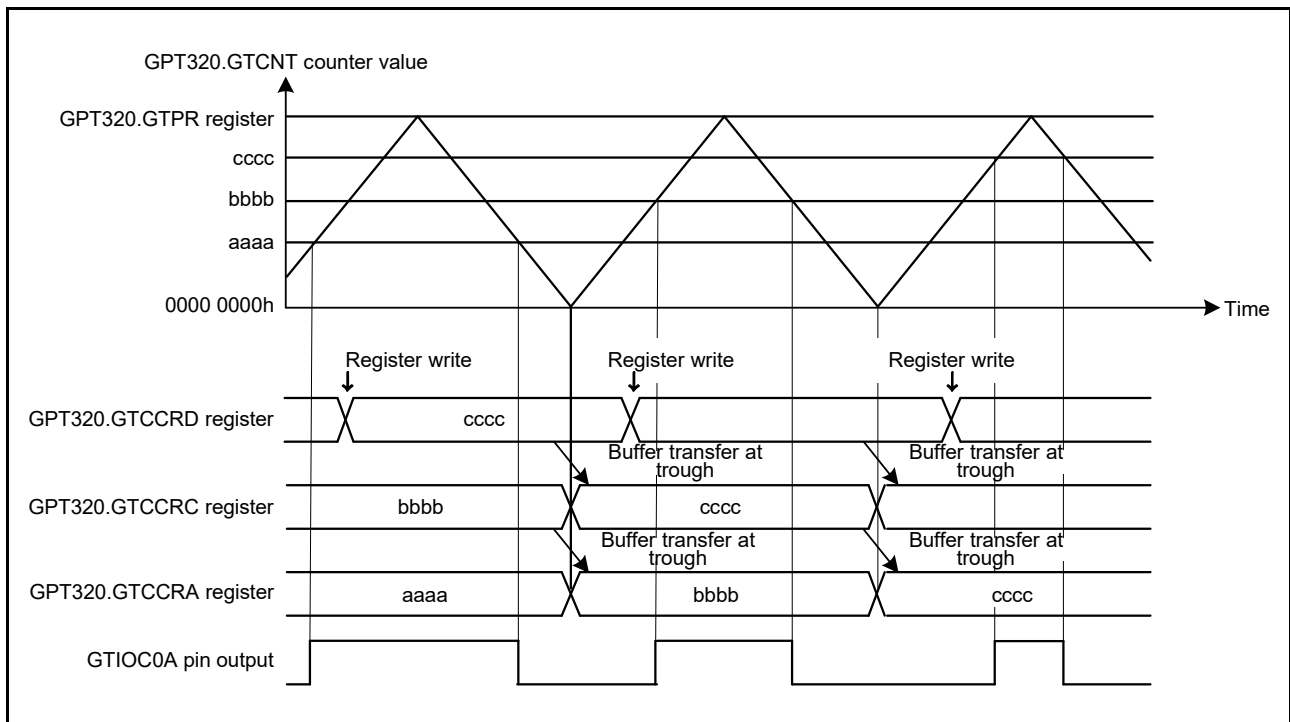 GPT320.GTCNT counter value
GPT320.GTPR register
cccc
bbbb
aaaa
0000 0000h
Time
Register write
Register write
Register write
GPT320.GTCCRD register
cccc
Buffer transfer at
trough
Buffer transfer at
trough
GPT320.GTCCRC register
bbbb
cccc
Buffer transfer at
trough
Buffer transfer at
trough
GPT320.GTCCRA register
aaaa
bbbb
cccc
GTIOC0A pin output